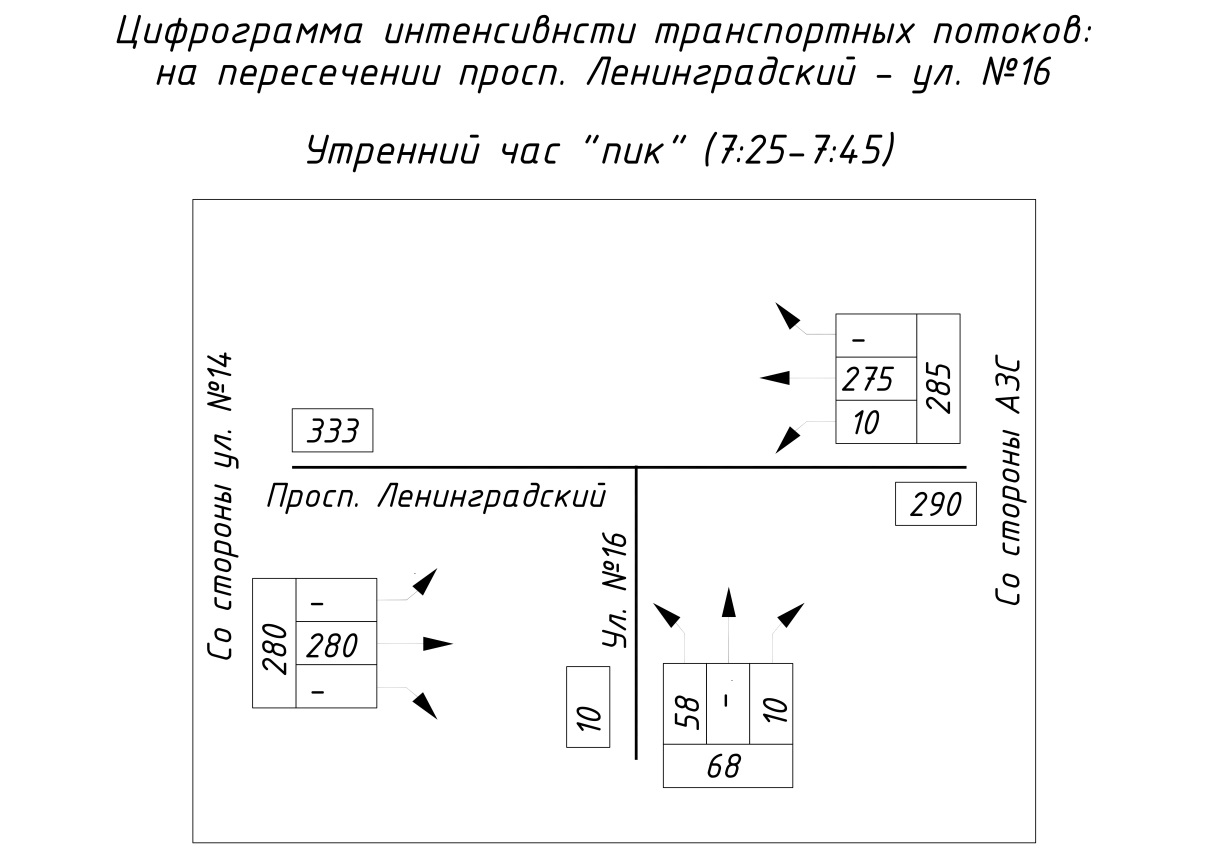 Цифрограмма интенсивнсти транспортных потоков:
на пересечении просп. Ленинградский - ул. №16
Утренний час "пик" (7:25-7:45)
Со стороны ул. №14
333
-
275
10
285
Со стороны АЗС
Просп. Ленинградский
290
Ул. №16
280
-
280
-
10
58
-
10
68